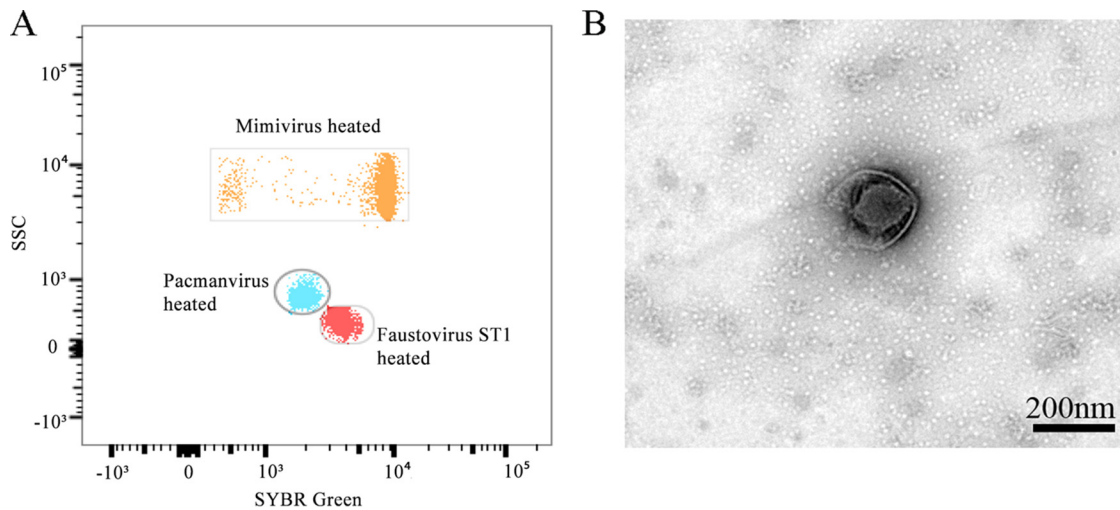 A
B
Mimivirus heated
Pacmanvirus
heated
Faustovirus ST1
heated
SSC
10⁵
10⁴
10³
0
-10³
-10³
0
10³
10⁴
10⁵
SYBR Green
200nm